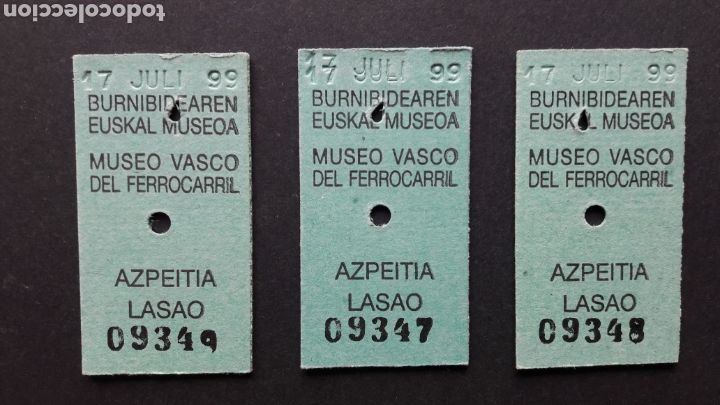 17 JULI 99
BURNIBIDEAREN
EUSKAL MUSEOA
MUSEO VASCO
DEL FERROCARRIL
AZPEITIA
LASAO
09349
17
17 JULI 99
BURNIBIDEAREN
EUSKAL MUSEOA
MUSEO VASCO
DEL FERROCARRIL
AZPEITIA
LASAO
09347
17 JULI 99
BURNIBIDEAREN
EUSKAL MUSEOA
MUSEO VASCO
DEL FERROCARRIL
AZPEITIA
LASAO
09348
todocoleccion